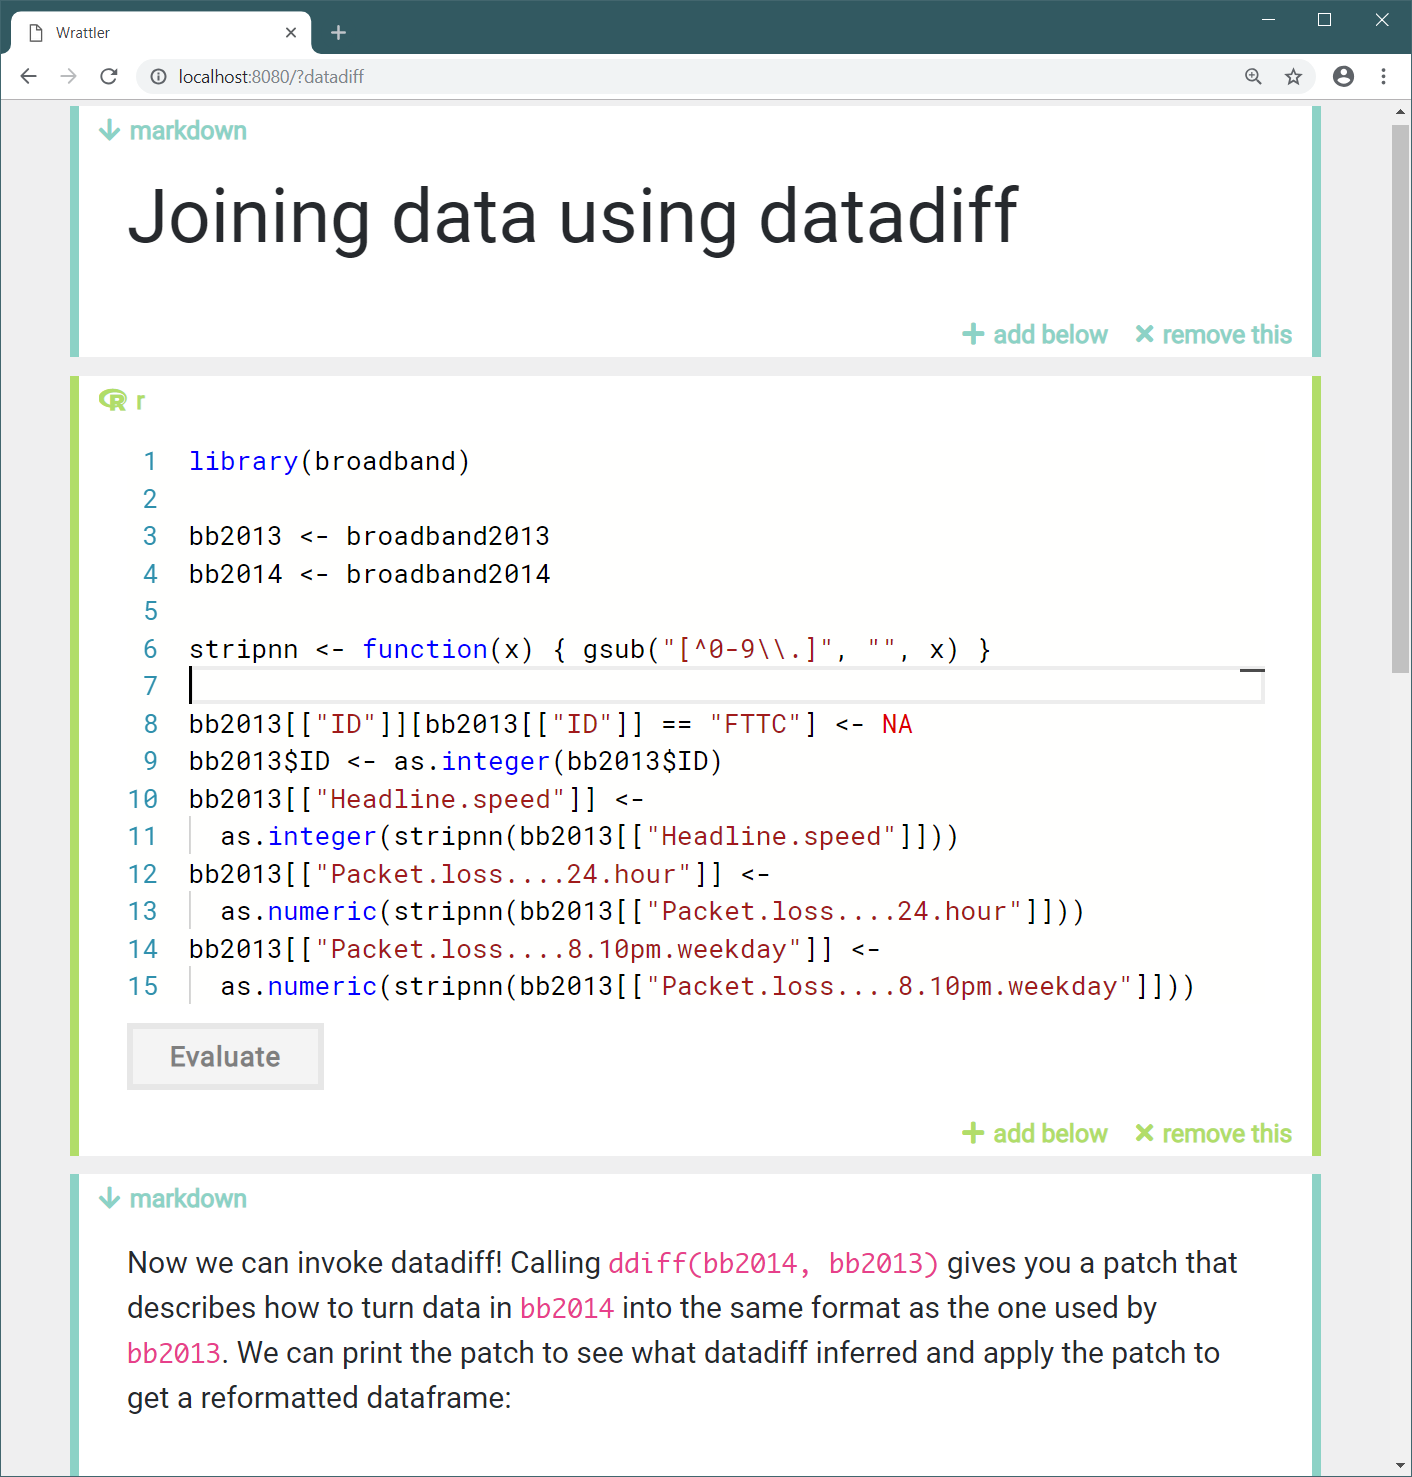 Wrattler
localhost:8080/?datadiff
markdown
Joining data using datadiff
add below remove this
r
1 library(broadband)
2
3 bb2013 <- broadband2013
4 bb2014 <- broadband2014
5
6 stripnn <- function(x) { gsub("[^0-9\\.]", "", x) }
7
8 bb2013[["ID"]][bb2013[["ID"]] == "FTTC"] <- NA
9 bb2013$ID <- as.integer(bb2013$ID)
10 bb2013[["Headline.speed"]] <-
11 as.integer(stripnn(bb2013[["Headline.speed"]]))
12 bb2013[["Packet.loss....24.hour"]] <-
13 as.numeric(stripnn(bb2013[["Packet.loss....24.hour"]]))
14 bb2013[["Packet.loss....8.10pm.weekday"]] <-
15 as.numeric(stripnn(bb2013[["Packet.loss....8.10pm.weekday"]]))
Evaluate
add below remove this
markdown
Now we can invoke datadiff! Calling ddiff(bb2014, bb2013) gives you a patch that
describes how to turn data in bb2014 into the same format as the one used by
bb2013. We can print the patch to see what datadiff inferred and apply the patch to
get a reformatted dataframe: